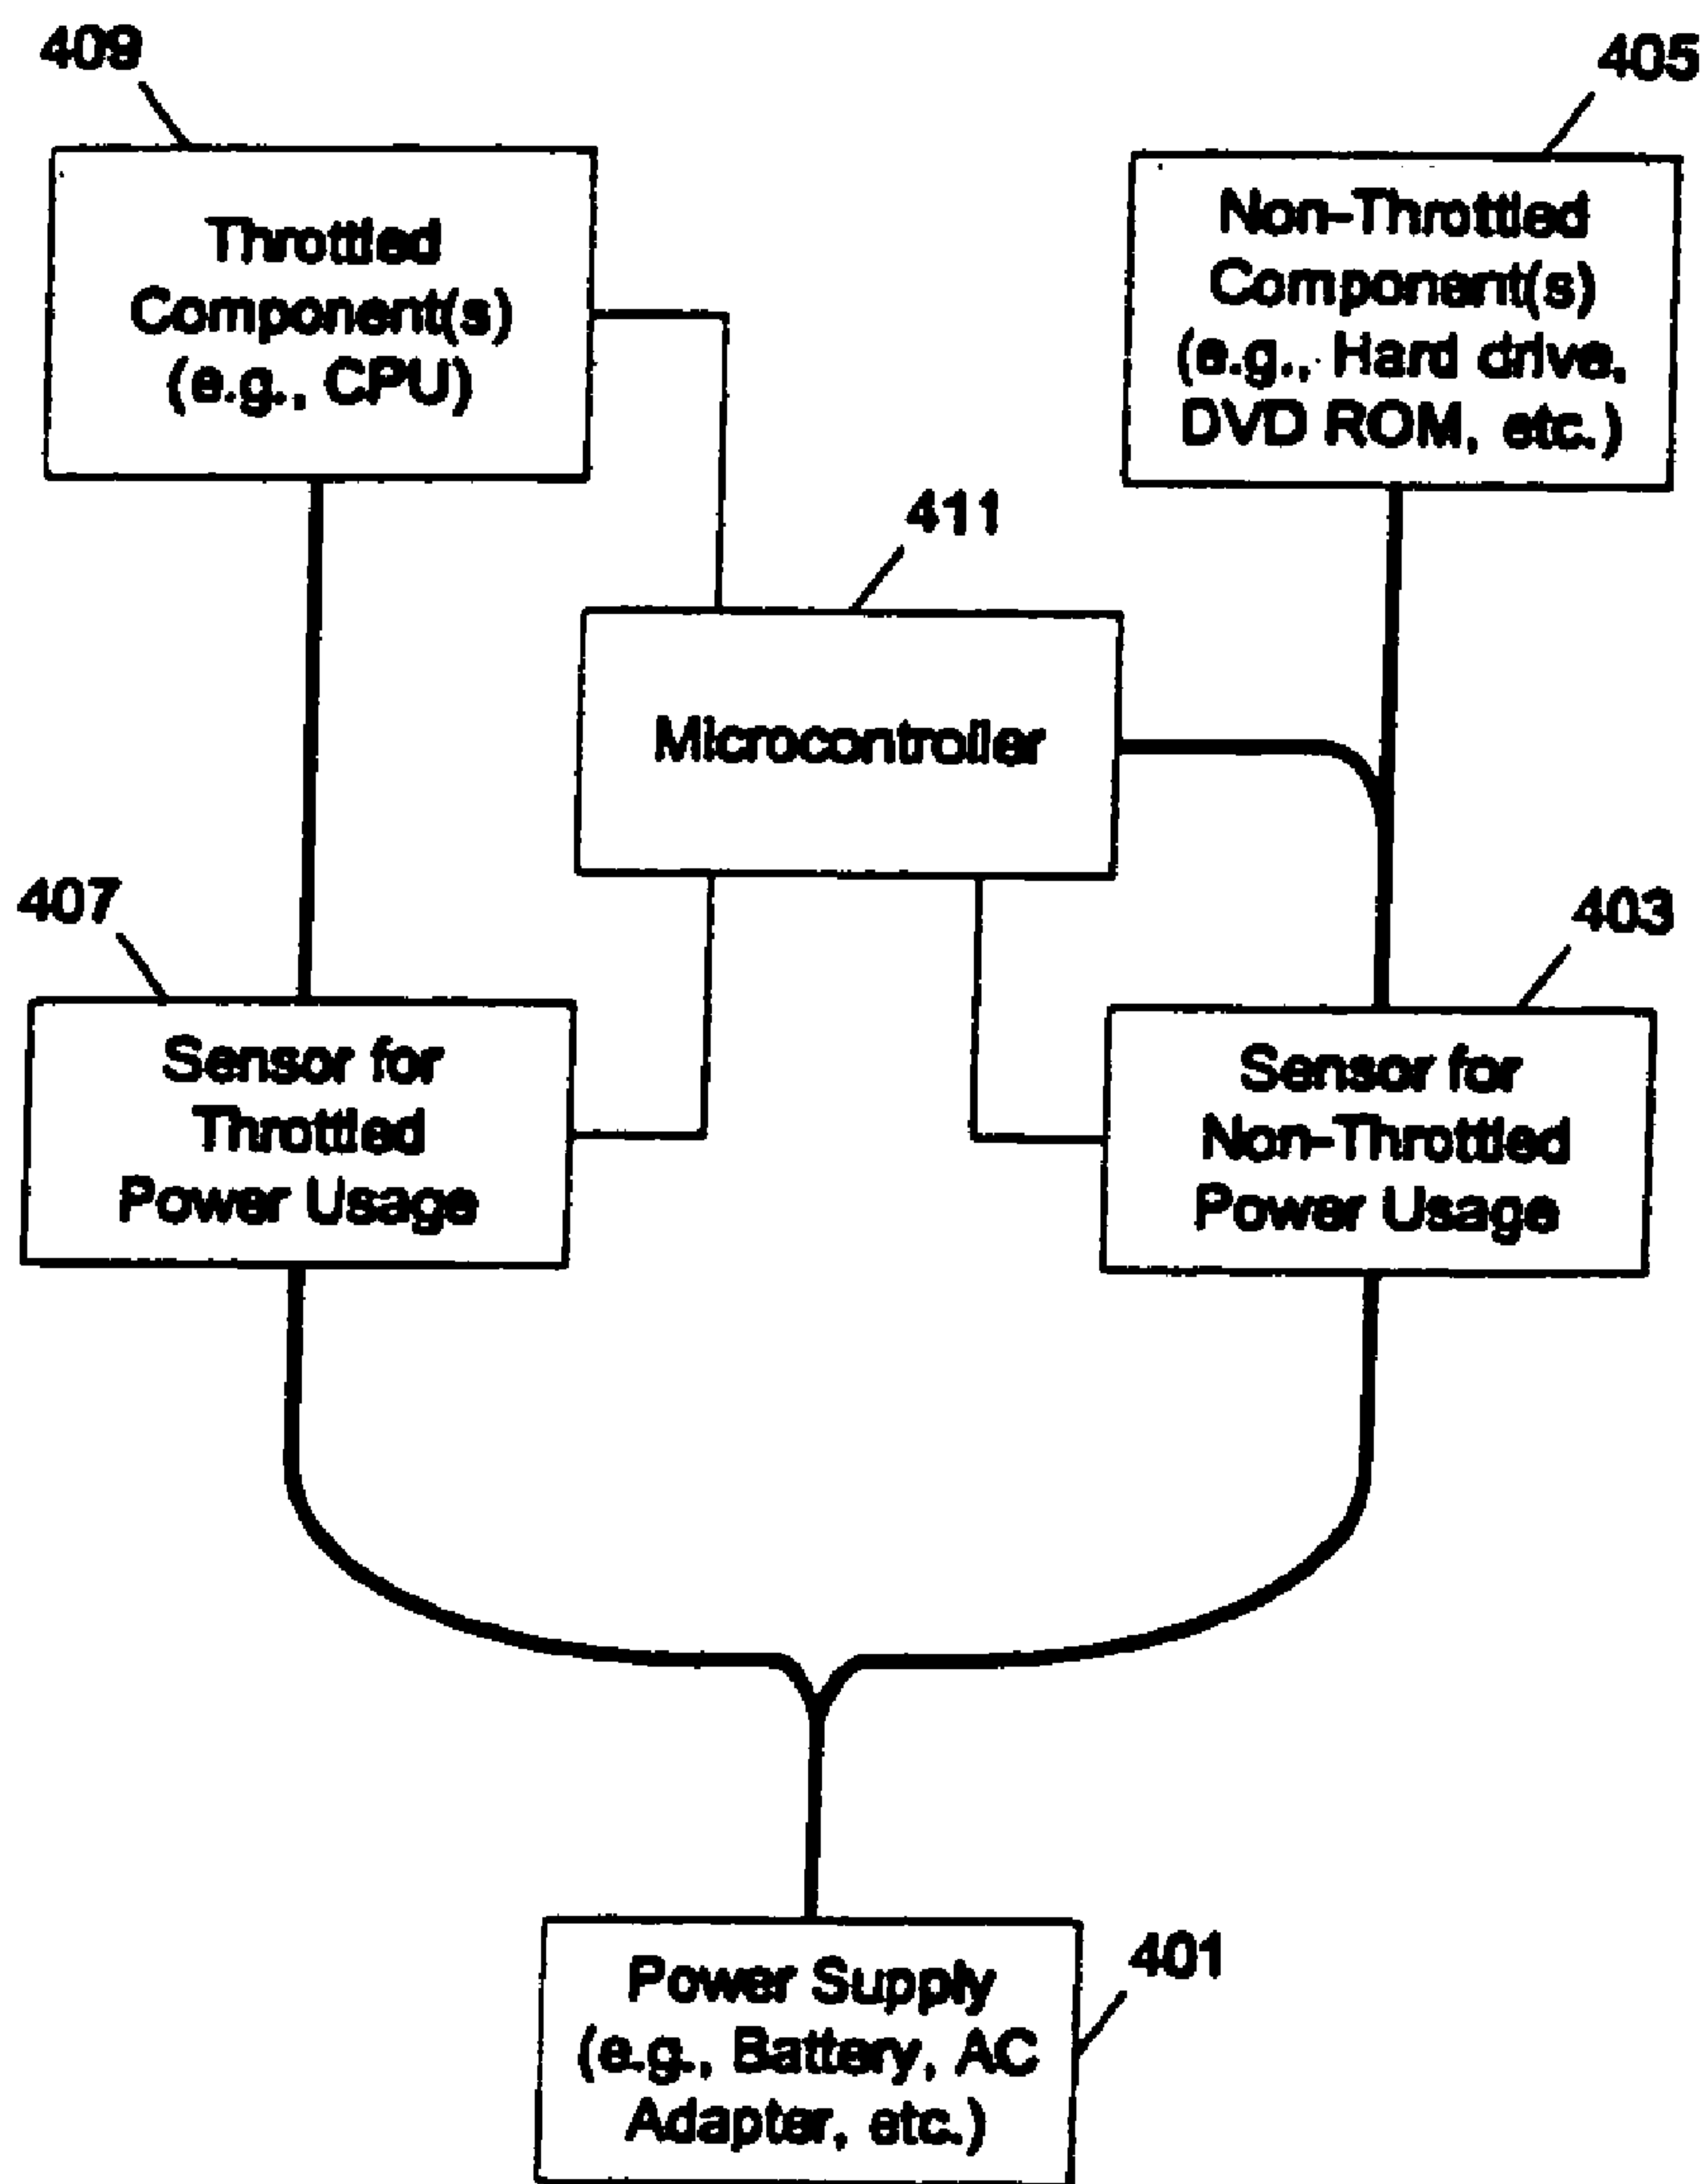 409
405
Throttled
Component(s)
(e.g., CPU)
Non-Throttled
Component(s)
(e.g., Hard drive,
DVD ROM, etc.)
411
Microcontroller
407
403
Sensor for
Throttled
Power Usage
Sensor for
Non-Throttled
Power Usage
401
Power Supply
(e.g., Battery, AC
Adapter, etc.)